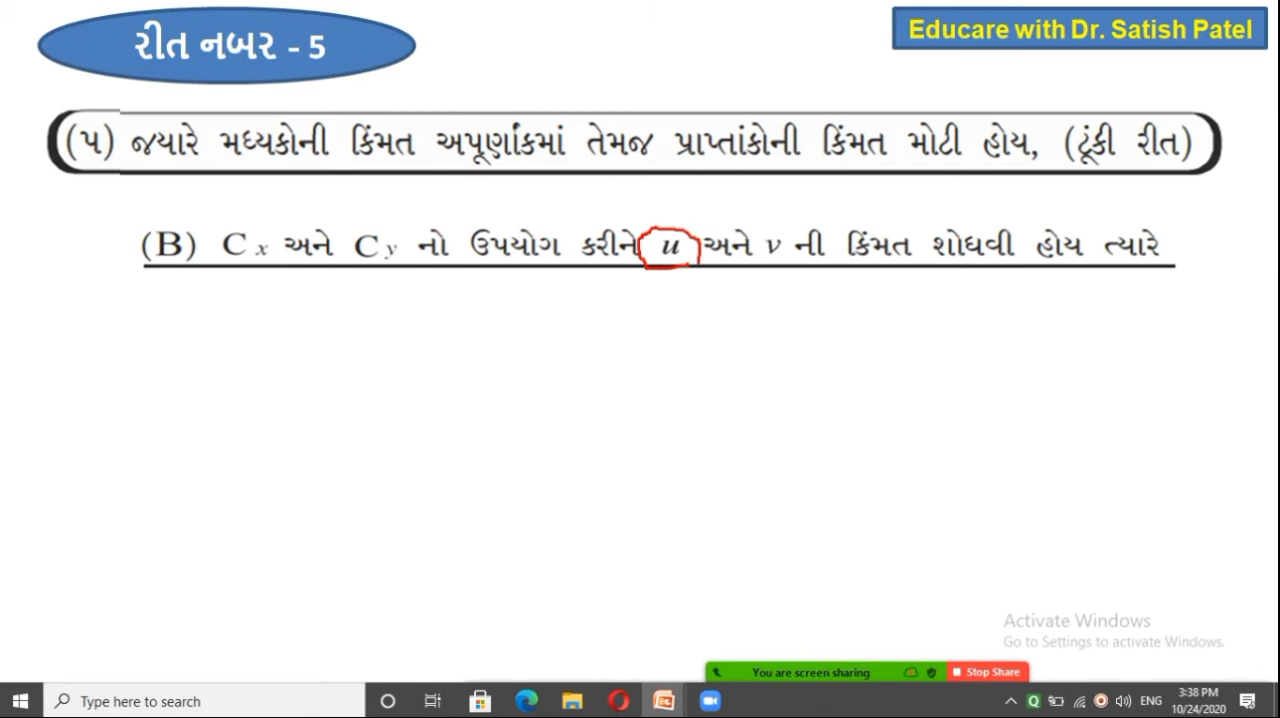 રીત નબર - 5
Educare with Dr. Satish Patel
(૫) જયારે મધ્યકોની કિંમત અપૂર્ણાંકમાં તેમજ પ્રાપ્તાંકોની કિંમત મોટી હોય, (ટૂંકી રીત)
(B) Cx અને Cy નો ઉપયોગ કરીને u અને v ની કિંમત શોધવી હોય ત્યારે
Activate Windows
Go to Settings to activate Windows.
You are screen sharing Stop Share
Type here to search
ENG
3:38 PM
10/24/2020